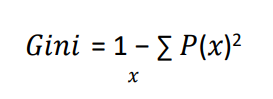 Gini = 1 − ∑ P(x)²
x